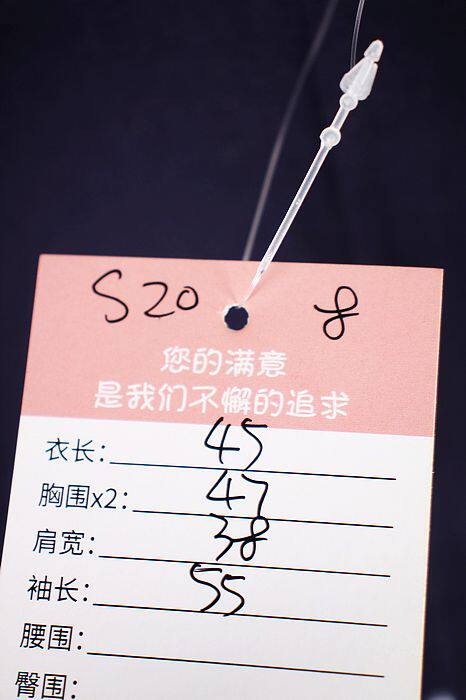 S20 8
您的满意
是我们不懈的追求
衣长: 45
胸围x2: 47
肩宽: 38
袖长: 55
腰围:
臀围: